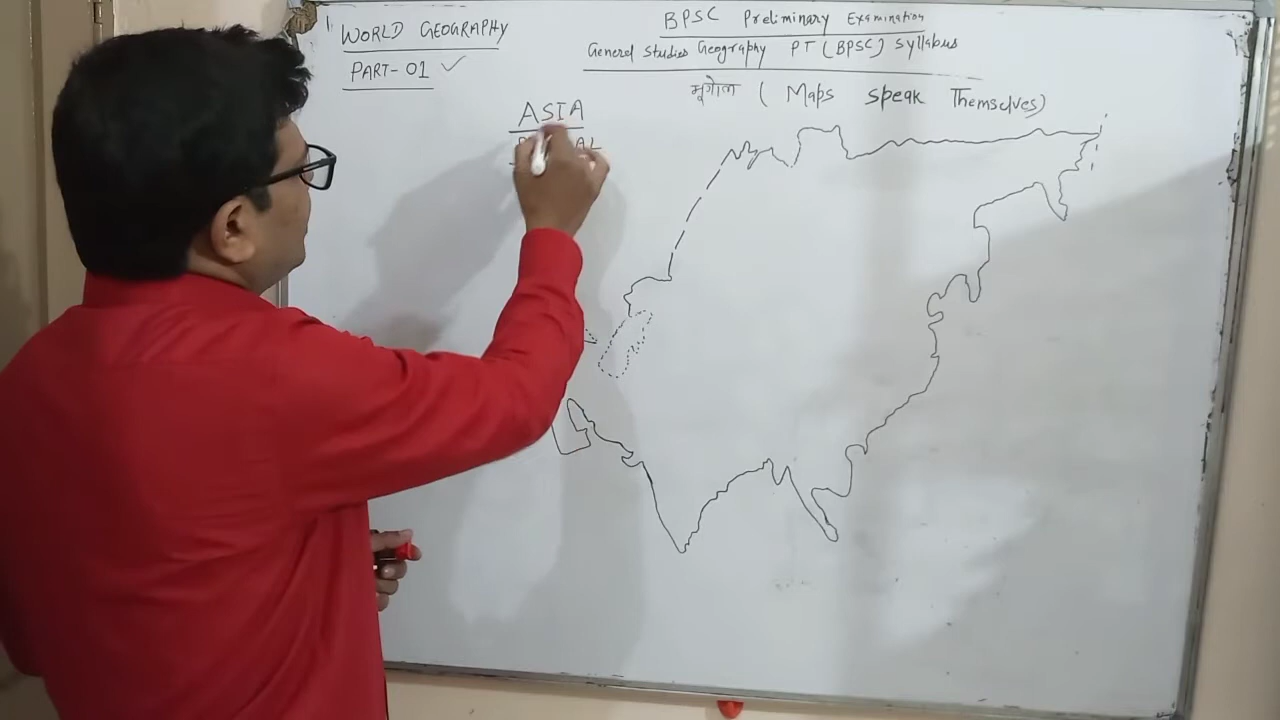 WORLD GEOGRAPHY
PART-01 ✓
BPSC Preliminary Examination
General Studies Geography PT (BPSC) Syllabus
भूगोल ( Maps speak Themselves)
ASIA